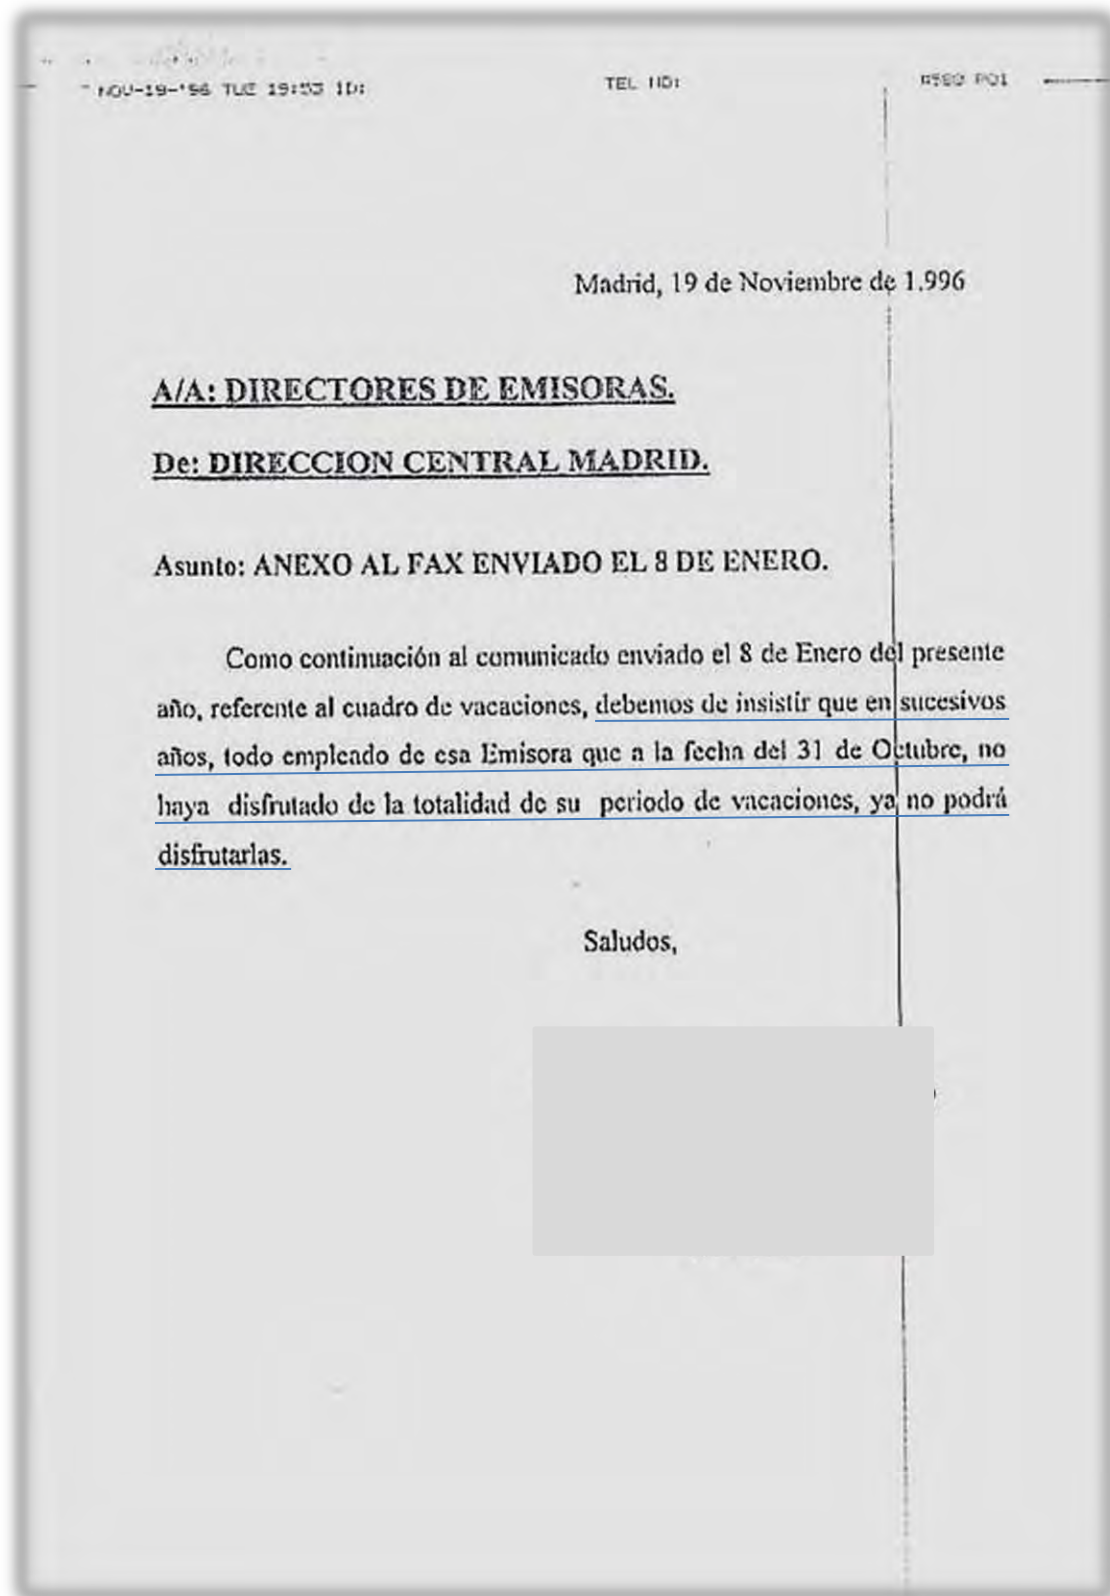 NOV-19-'96 TUE 19:53 ID: TEL NO: P01
Madrid, 19 de Noviembre de 1.996
A/A: DIRECTORES DE EMISORAS.
De: DIRECCION CENTRAL MADRID.
Asunto: ANEXO AL FAX ENVIADO EL 8 DE ENERO.
Como continuación al comunicado enviado el 8 de Enero del presente
año, referente al cuadro de vacaciones, debemos de insistir que en sucesivos
años, todo empleado de esa Emisora que a la fecha del 31 de Octubre, no
haya disfrutado de la totalidad de su periodo de vacaciones, ya no podrá
disfrutarlas.
Saludos,